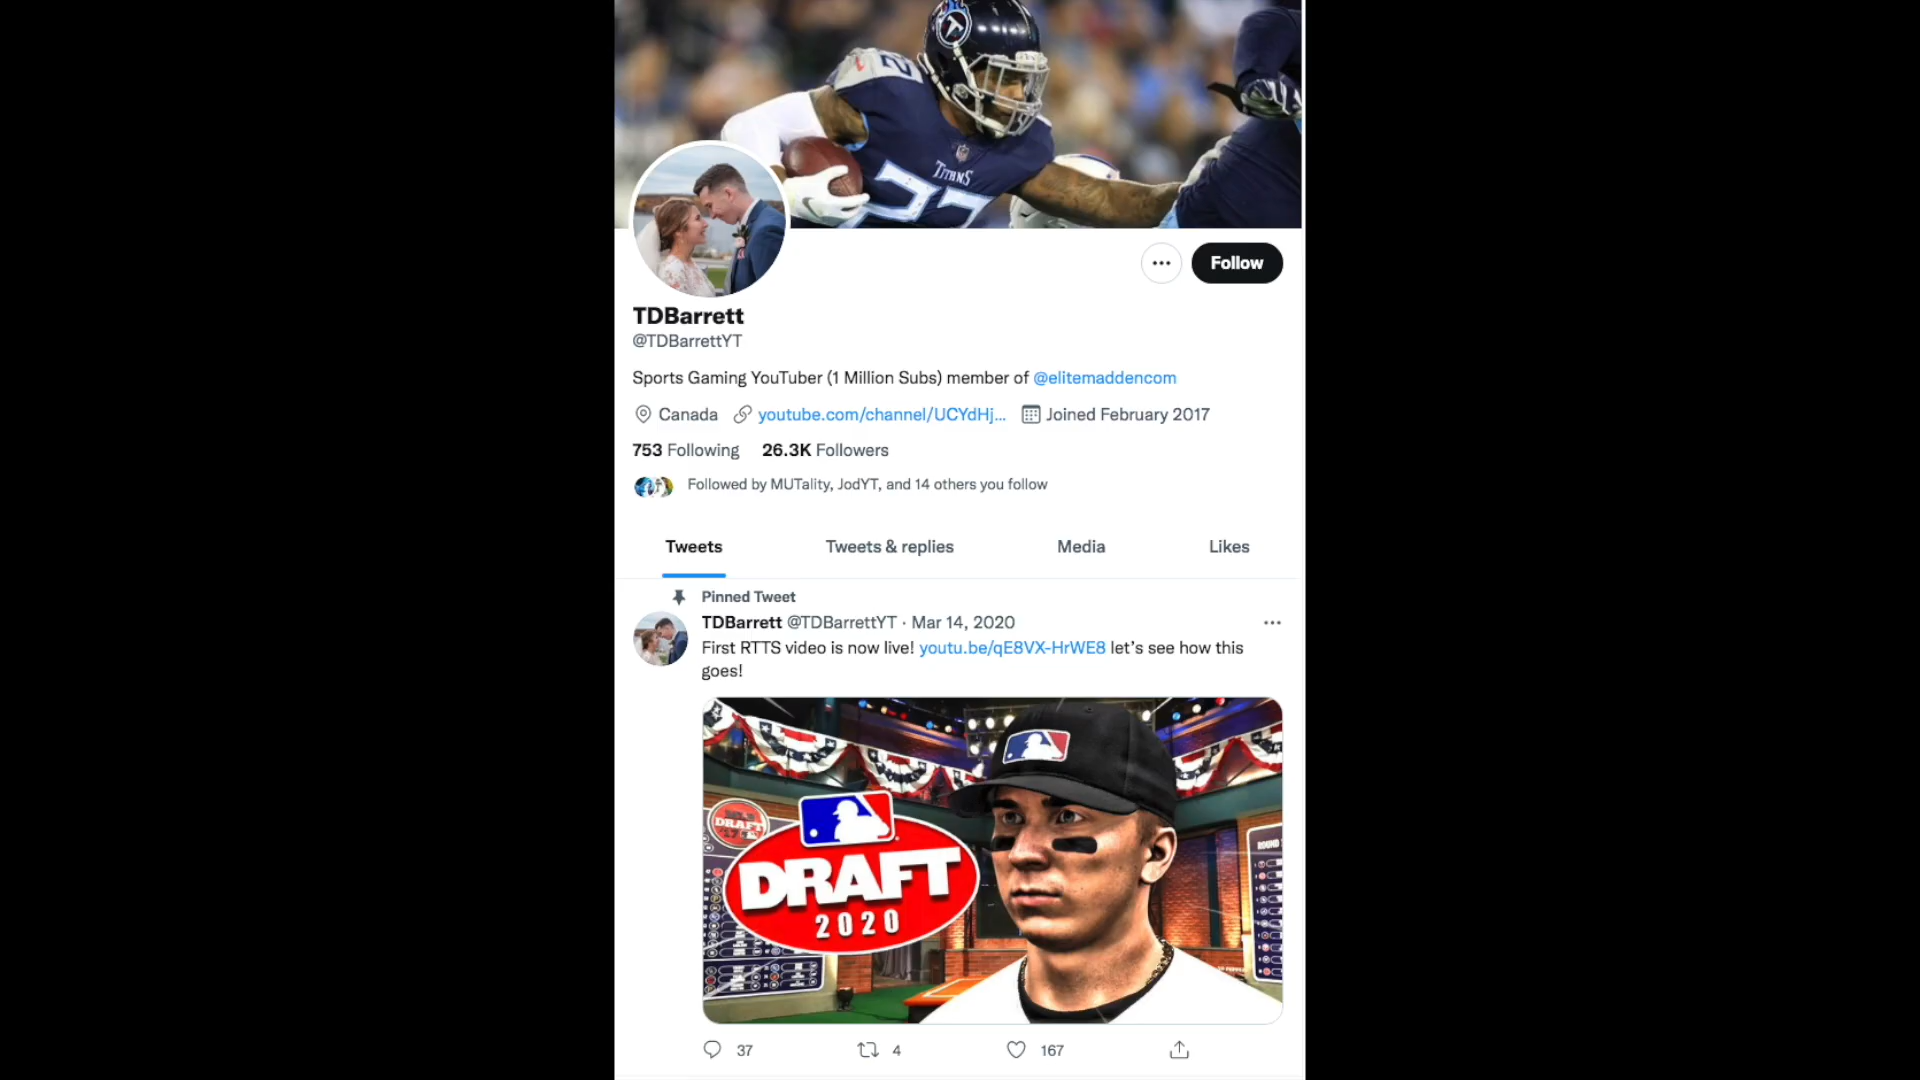 TITANS
22
Follow
TDBarrett
@TDBarrettYT
Sports Gaming YouTuber (1 Million Subs) member of @elitemaddencom
Canada youtube.com/channel/UCYdHj... Joined February 2017
753 Following 26.3K Followers
Followed by MUTality, JodYT, and 14 others you follow
Tweets Tweets & replies Media Likes
Pinned Tweet
TDBarrett @TDBarrettYT · Mar 14, 2020
First RTTS video is now live! youtu.be/qE8VX-HrWE8 let's see how this
goes!
DRAFT
ROUND
DRAFT
2020
37 4 167